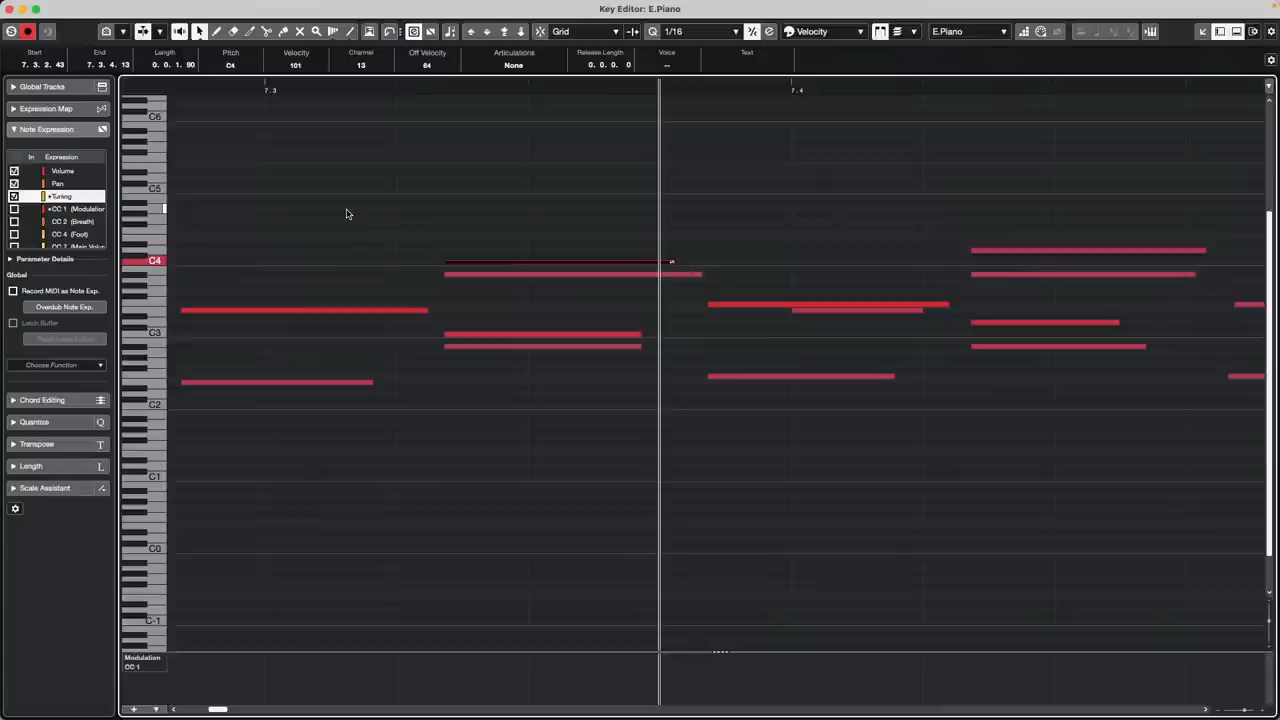 Key Editor: E.Piano
Grid
1/16
Velocity
E.Piano
Start End Length Pitch Velocity Channel Off Velocity Articulations Release Length Voice Text
7. 3. 2. 43 7. 3. 4. 13 0. 0. 1. 90 C4 101 13 64 None 0. 0. 0. 0 --
Global Tracks
Expression Map
Note Expression
In Expression
Volume
Pan
Tuning
CC 1 (Modulation
CC 2 (Breath)
CC 4 (Foot)
CC 7 (Main Volun
Parameter Details
Global
Record MIDI as Note Exp.
Overdub Note Exp.
Latch Buffer
Choose Function
Chord Editing
Quantize Q
Transpose T
Length L
Scale Assistant
7.3 7.4
C6
C5
C4
C3
C2
C1
C0
C-1
Modulation
CC 1